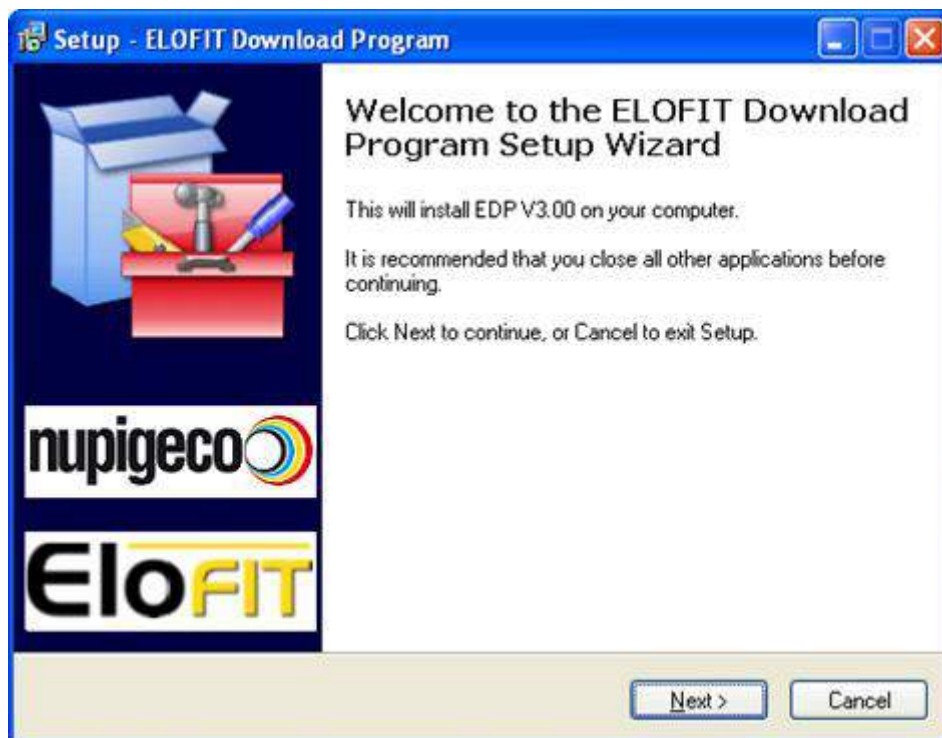 Setup - ELOFIT Download Program
Welcome to the ELOFIT Download
Program Setup Wizard
This will install EDP V3.00 on your computer.
It is recommended that you close all other applications before
continuing.
Click Next to continue, or Cancel to exit Setup.
nupigeco
EloFIT
Next >
Cancel